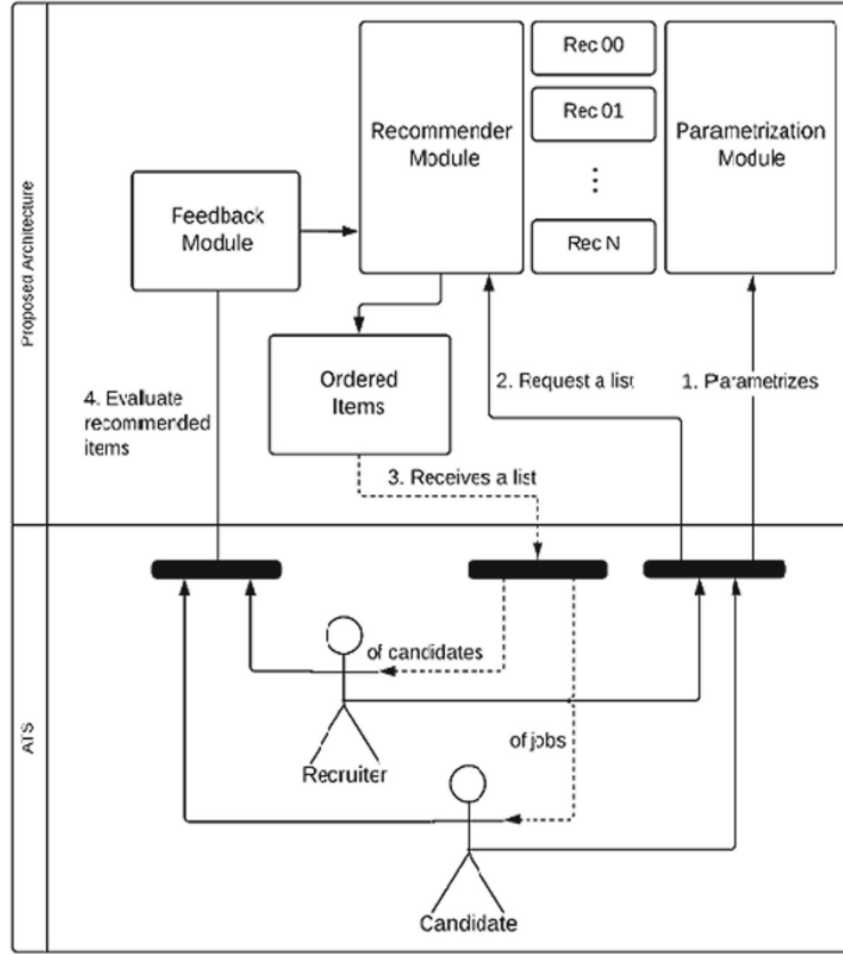 Proposed Architecture
Rec 00
Rec 01
Recommender
Module
Parametrization
Module
⋮
Rec N
Feedback
Module
Ordered
Items
2. Request a list
1. Parametrizes
4. Evaluate
recommended
items
3. Receives a list
ATS
of candidates
of jobs
Recruiter
Candidate